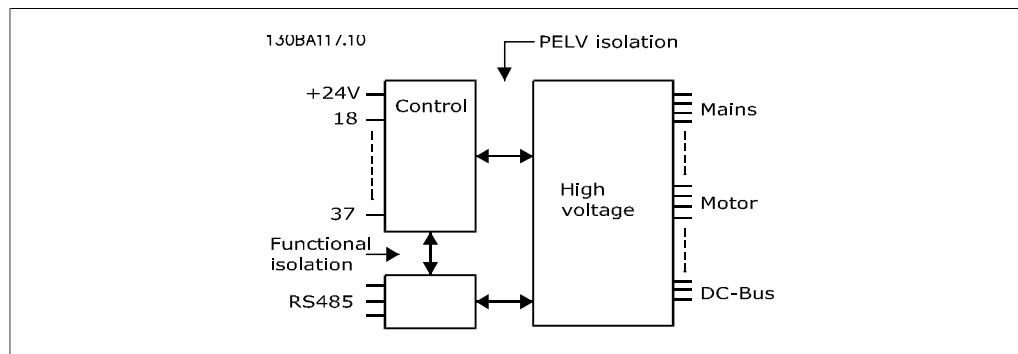 130BA117.10
PELV isolation
+24V
Control
18
Mains
High
voltage
37
Motor
Functional
isolation
RS485
DC-Bus